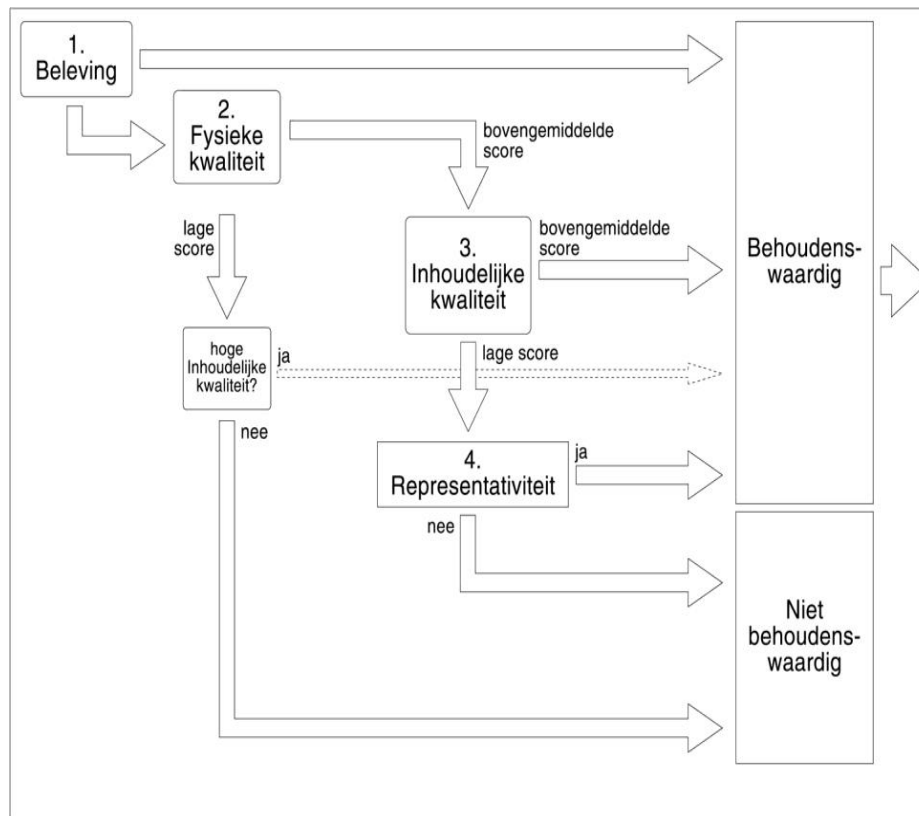 1.
Beleving
2.
Fysieke
kwaliteit
bovengemiddelde
score
lage
score
3.
Inhoudelijke
kwaliteit
bovengemiddelde
score
Behoudens-
waardig
hoge
Inhoudelijke
kwaliteit?
ja
lage score
nee
4.
Representativiteit
ja
nee
Niet
behoudens-
waardig